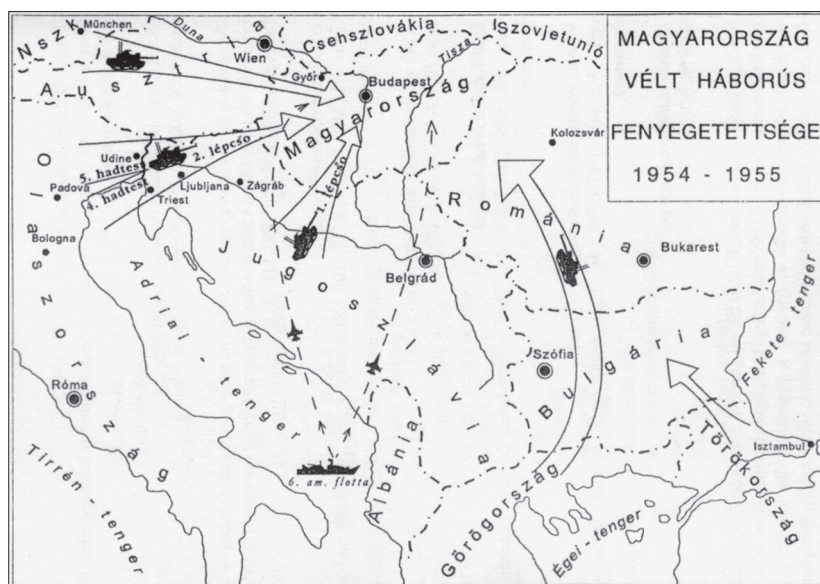 MAGYARORSZÁG
VÉLT HÁBORÚS
FENYEGETETTSÉGE
1954 - 1955
Nszk
München
Duna
Ausztria
Wien
Csehszlovákia
Szovjetunió
Tisza
Győr
Budapest
Magyarország
Kolozsvár
Olaszország
Udine
5. hadtest
2. lépcső
Padova
4. hadtest
Ljubljana
Triest
Zágráb
1. lépcső
Románia
Bologna
Jugoszlávia
Belgrád
Bukarest
Adriai - tenger
Fekete - tenger
Szófia
Bulgária
Róma
Albánia
Törökország
Isztambul
Tirrén - tenger
6. am. flotta
Görögország
Égei - tenger